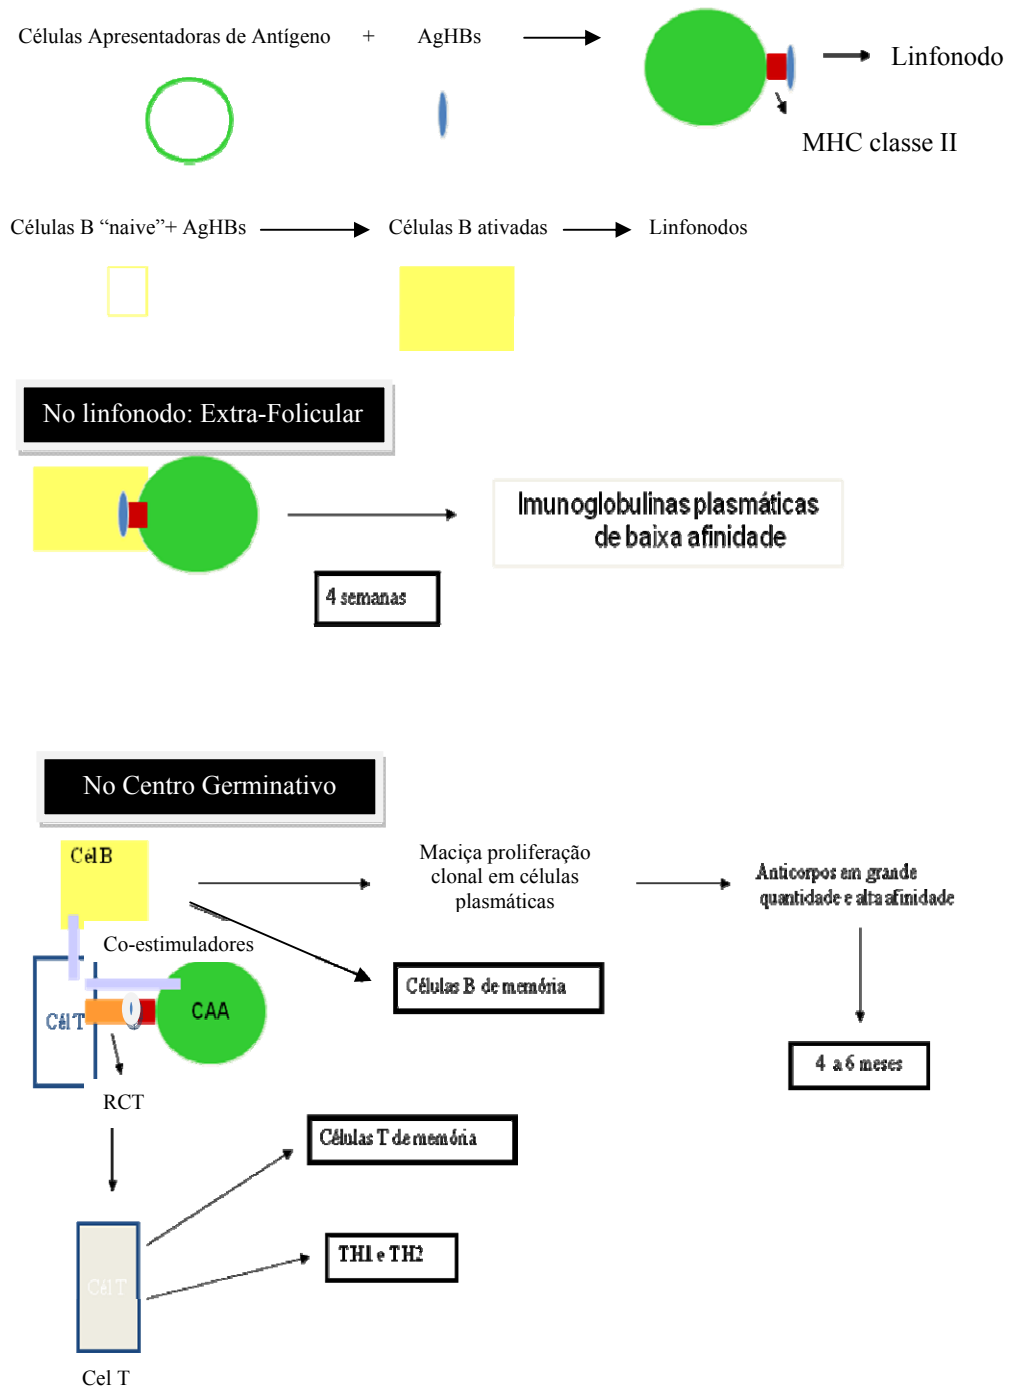 Células Apresentadoras de Antígeno + AgHBs
Linfonodo
MHC classe II
Células B “naive”+ AgHBs
Células B ativadas
Linfonodos
No linfonodo: Extra-Folicular
Imunoglobulinas plasmáticas
de baixa afinidade
4 semanas
No Centro Germinativo
Cél B
Maciça proliferação
clonal em células
plasmáticas
Anticorpos em grande
quantidade e alta afinidade
Co-estimuladores
Células B de memória
Cél T
CAA
4 a 6 meses
RCT
Células T de memória
TH1 e TH2
Cél T
Cel T